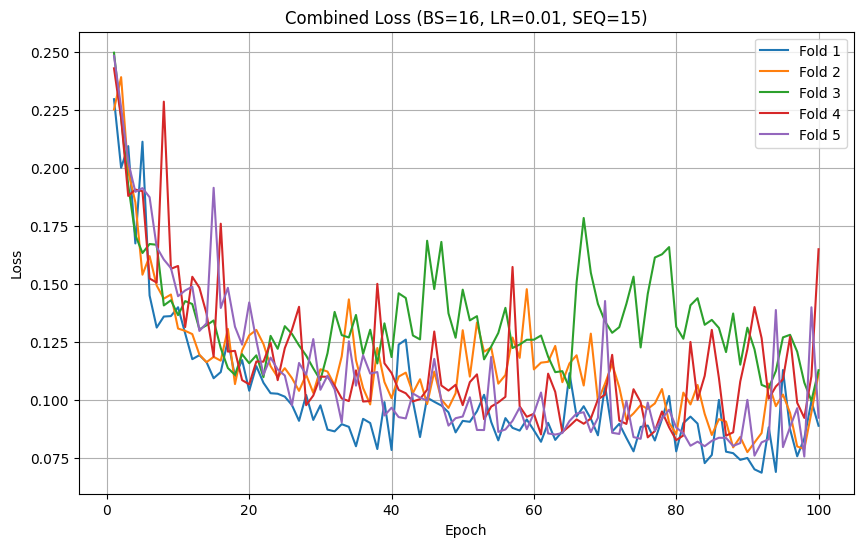 Combined Loss (BS=16, LR=0.01, SEQ=15)
Fold 1
Fold 2
Fold 3
Fold 4
Fold 5
Loss
0.250
0.225
0.200
0.175
0.150
0.125
0.100
0.075
0 20 40 60 80 100
Epoch